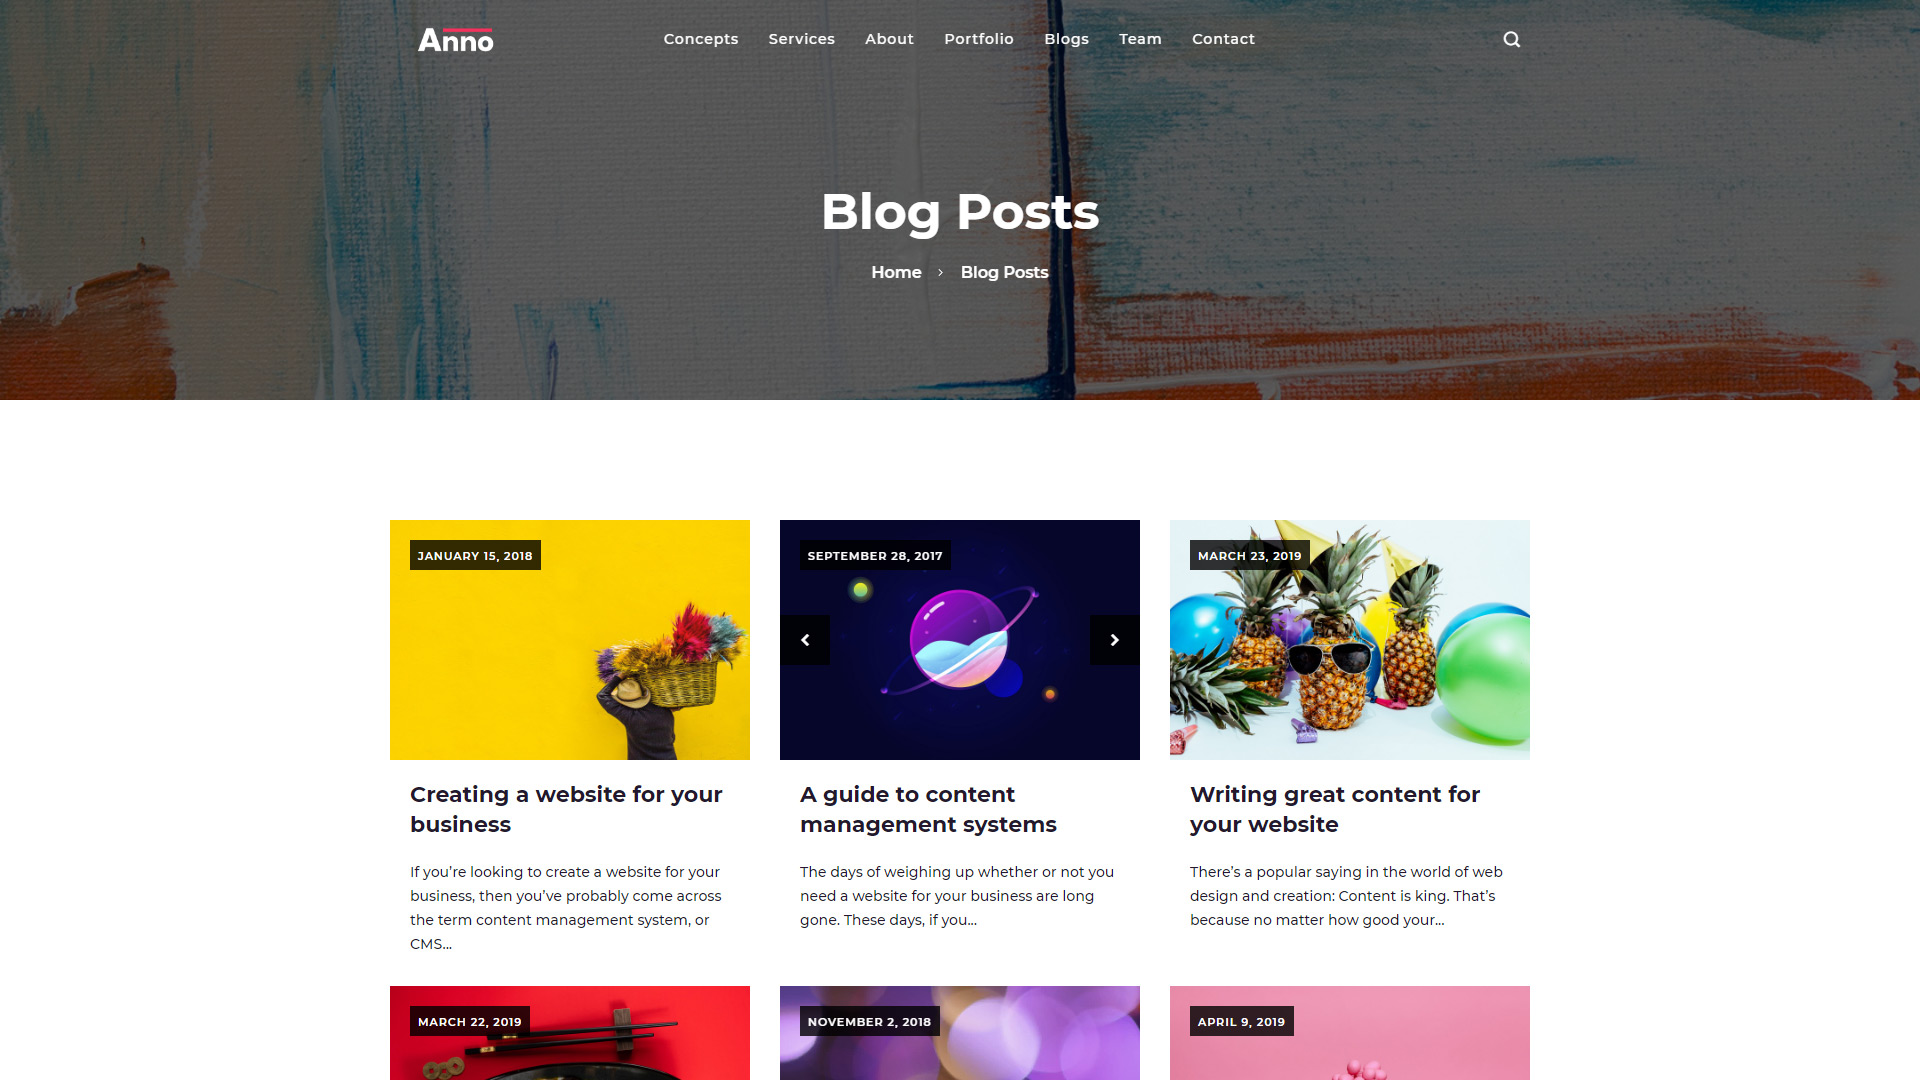 Anno
Concepts Services About Portfolio Blogs Team Contact
Blog Posts
Home > Blog Posts
JANUARY 15, 2018
Creating a website for your
business
If you’re looking to create a website for your
business, then you’ve probably come across
the term content management system, or
CMS...
SEPTEMBER 28, 2017
A guide to content
management systems
The days of weighing up whether or not you
need a website for your business are long
gone. These days, if you...
MARCH 23, 2019
Writing great content for
your website
There’s a popular saying in the world of web
design and creation: Content is king. That’s
because no matter how good your...
MARCH 22, 2019
NOVEMBER 2, 2018
APRIL 9, 2019